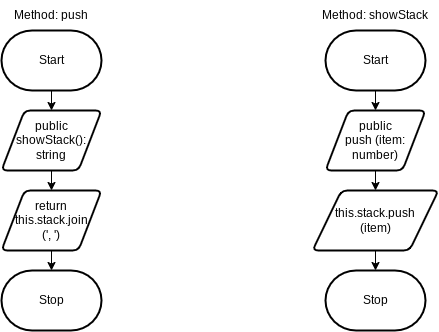 Method: push
Start
public
showStack():
string
return
this.stack.join
(', ')
Stop
Method: showStack
Start
public
push (item:
number)
this.stack.push
(item)
Stop